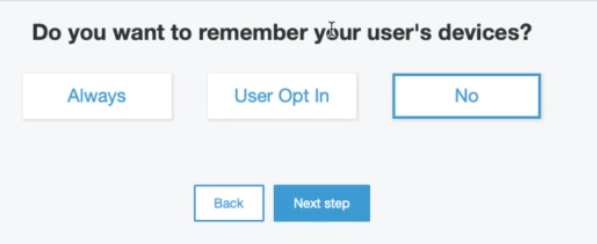 Do you want to remember your user's devices?
Always
User Opt In
No
Back
Next step